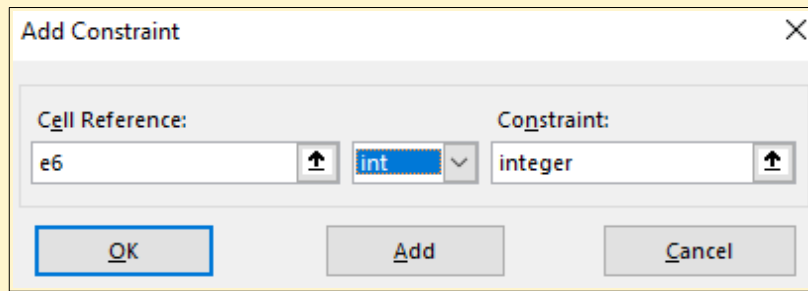 Add Constraint
Cell Reference:
Constraint:
e6
int
integer
OK
Add
Cancel